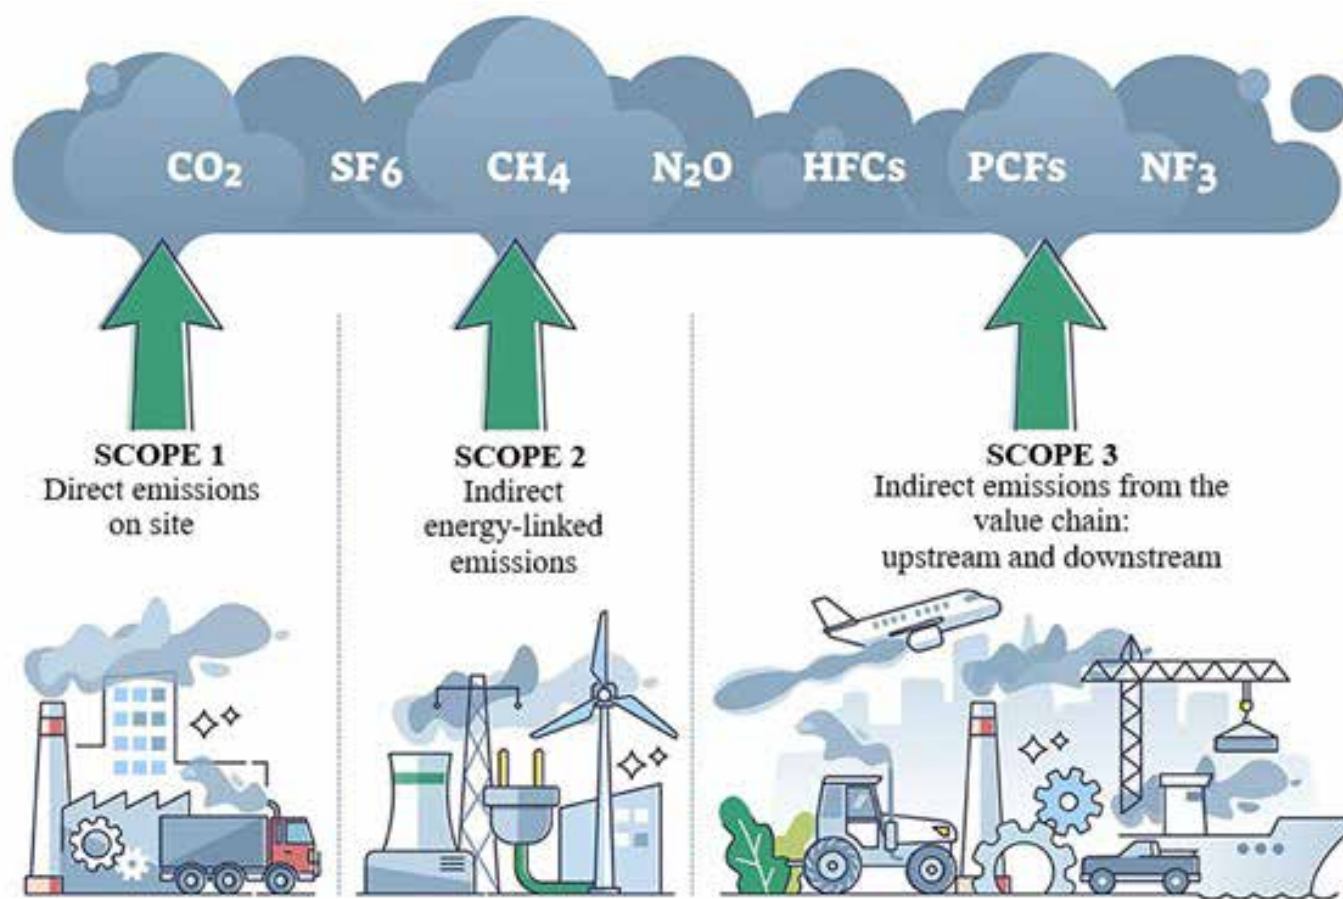 CO₂ SF₆ CH₄ N₂O HFCs PCFs NF₃
SCOPE 1
Direct emissions
on site
SCOPE 2
Indirect
energy-linked
emissions
SCOPE 3
Indirect emissions from the
value chain:
upstream and downstream